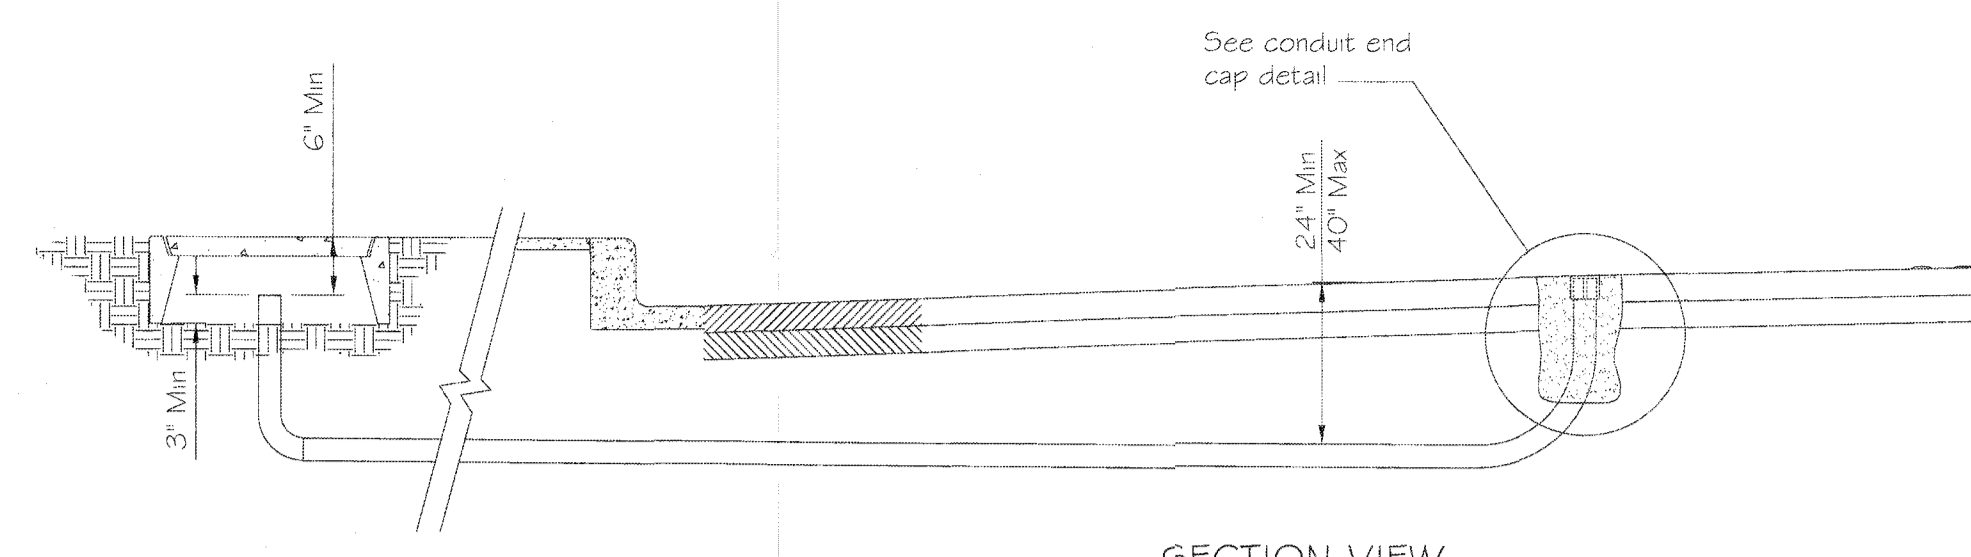 See conduit end
cap detail
6" Min
24" Min
40" Max
3" Min
SECTION VIEW